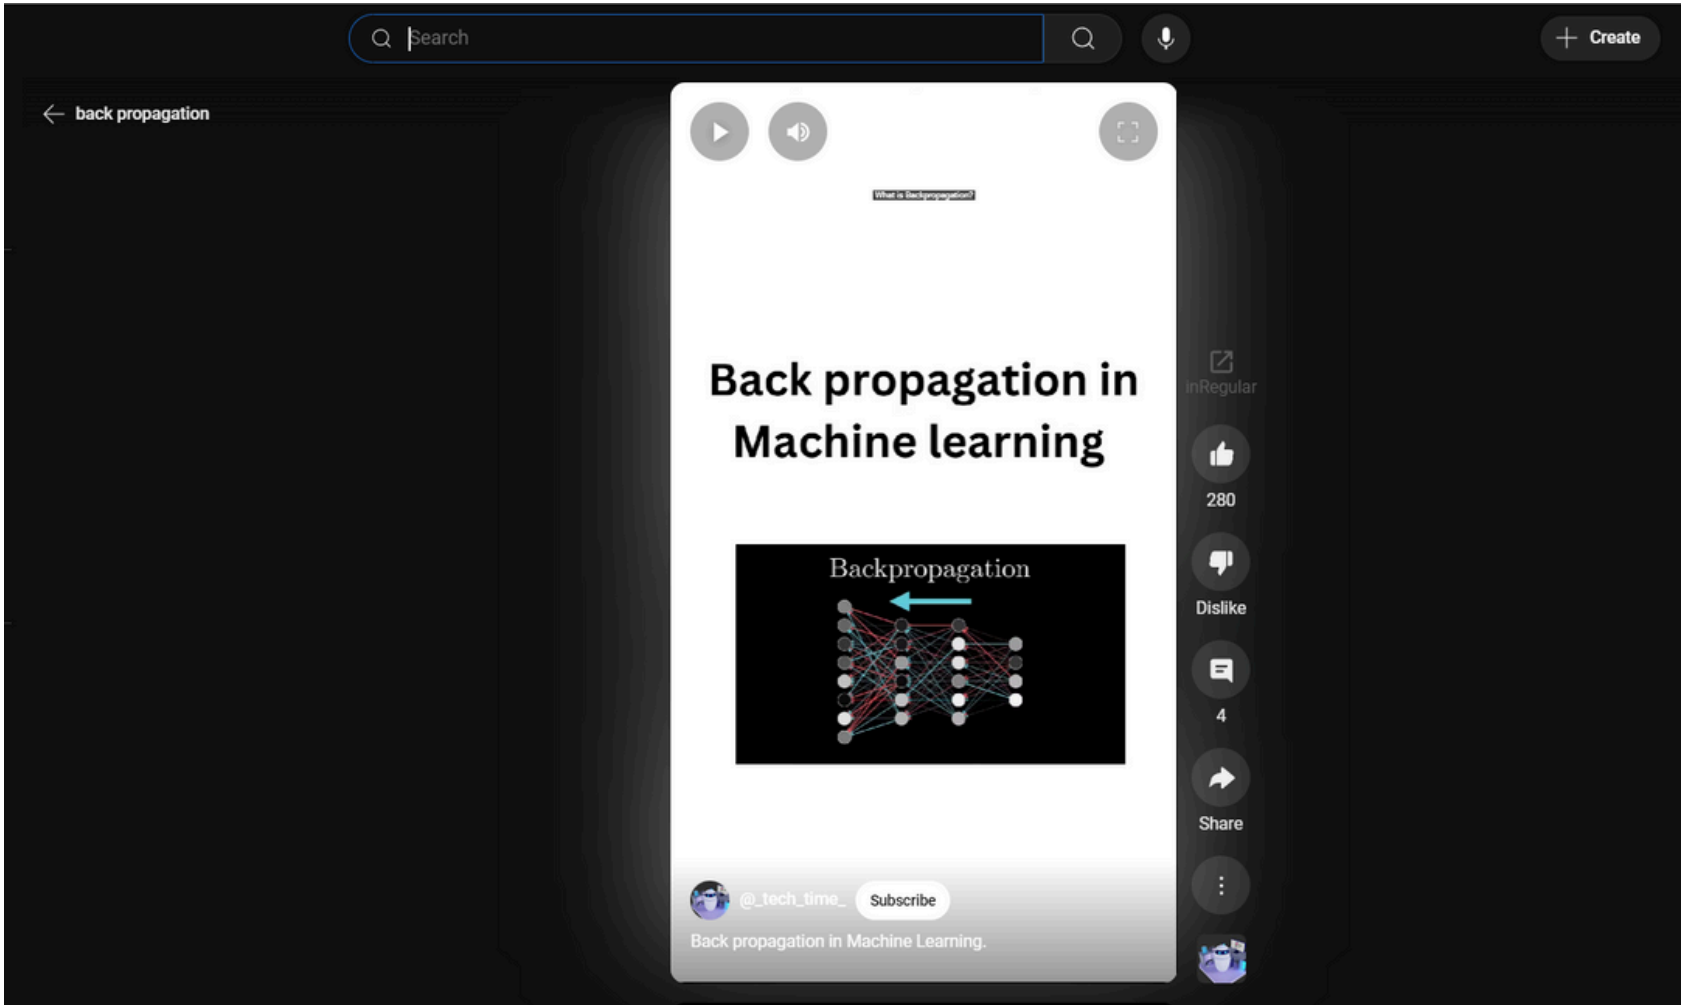 Search
Create
back propagation
What is Backpropagation?
Back propagation in
Machine learning
Backpropagation
inRegular
280
Dislike
4
Share
@_tech_time_
Subscribe
Back propagation in Machine Learning.